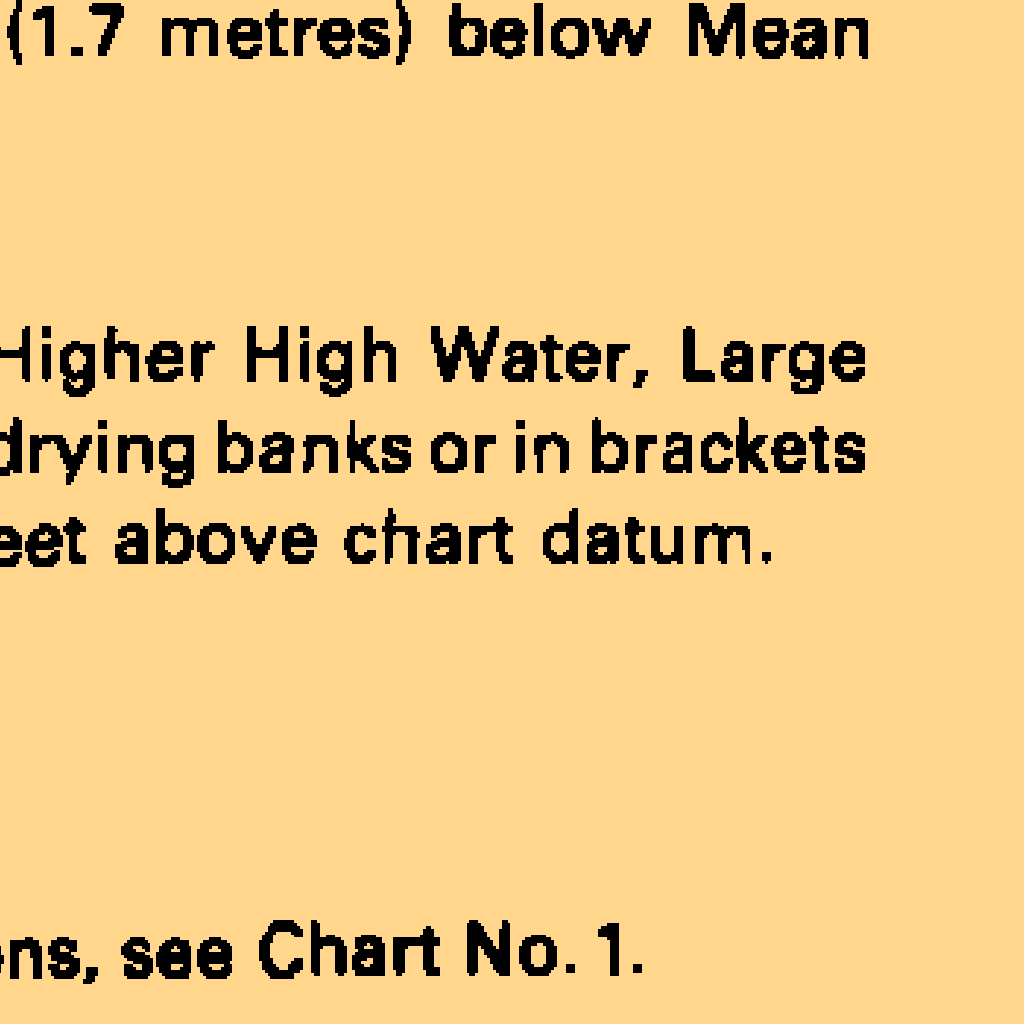 (1.7 metres) below Mean
Higher High Water, Large
drying banks or in brackets
eet above chart datum.
ons, see Chart No. 1.